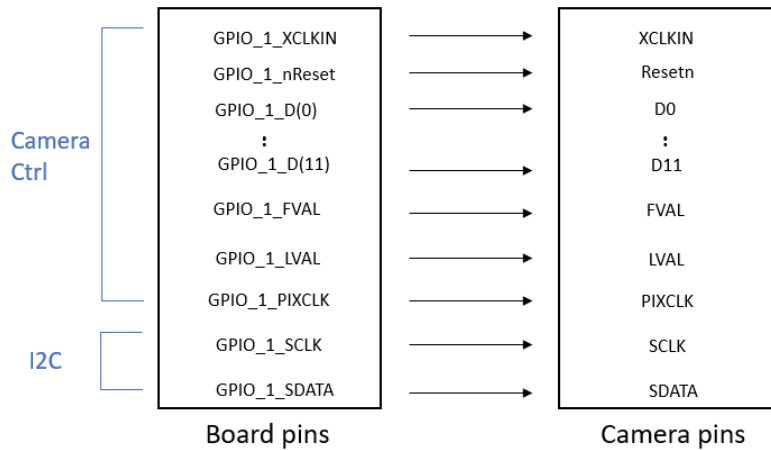 GPIO_1_XCLKIN XCLKIN
GPIO_1_nReset Resetn
GPIO_1_D(0) D0
: :
Camera
Ctrl
GPIO_1_D(11) D11
GPIO_1_FVAL FVAL
GPIO_1_LVAL LVAL
GPIO_1_PIXCLK PIXCLK
I2C
GPIO_1_SCLK SCLK
GPIO_1_SDATA SDATA
Board pins Camera pins